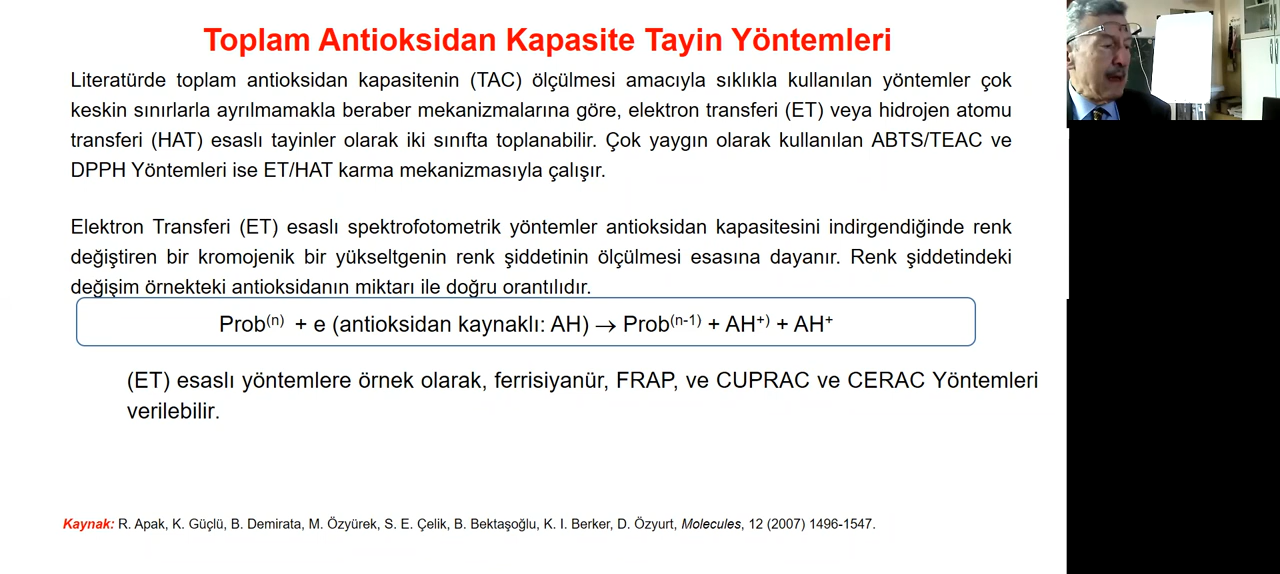 Toplam Antioksidan Kapasite Tayin Yöntemleri
Literatürde toplam antioksidan kapasitenin (TAC) ölçülmesi amacıyla sıklıkla kullanılan yöntemler çok
keskin sınırlarla ayrılmamakla beraber mekanizmalarına göre, elektron transferi (ET) veya hidrojen atomu
transferi (HAT) esaslı tayinler olarak iki sınıfta toplanabilir. Çok yaygın olarak kullanılan ABTS/TEAC ve
DPPH Yöntemleri ise ET/HAT karma mekanizmasıyla çalışır.
Elektron Transferi (ET) esaslı spektrofotometrik yöntemler antioksidan kapasitesini indirgendiğinde renk
değiştiren bir kromojenik bir yükseltgenin renk şiddetinin ölçülmesi esasına dayanır. Renk şiddetindeki
değişim örnekteki antioksidanın miktarı ile doğru orantılıdır.
Prob(n) + e (antioksidan kaynaklı: AH) → Prob(n-1) + AH+) + AH+
(ET) esaslı yöntemlere örnek olarak, ferrisiyanür, FRAP, ve CUPRAC ve CERAC Yöntemleri
verilebilir.
Kaynak: R. Apak, K. Güçlü, B. Demirata, M. Özyürek, S. E. Çelik, B. Bektaşoğlu, K. I. Berker, D. Özyurt, Molecules, 12 (2007) 1496-1547.